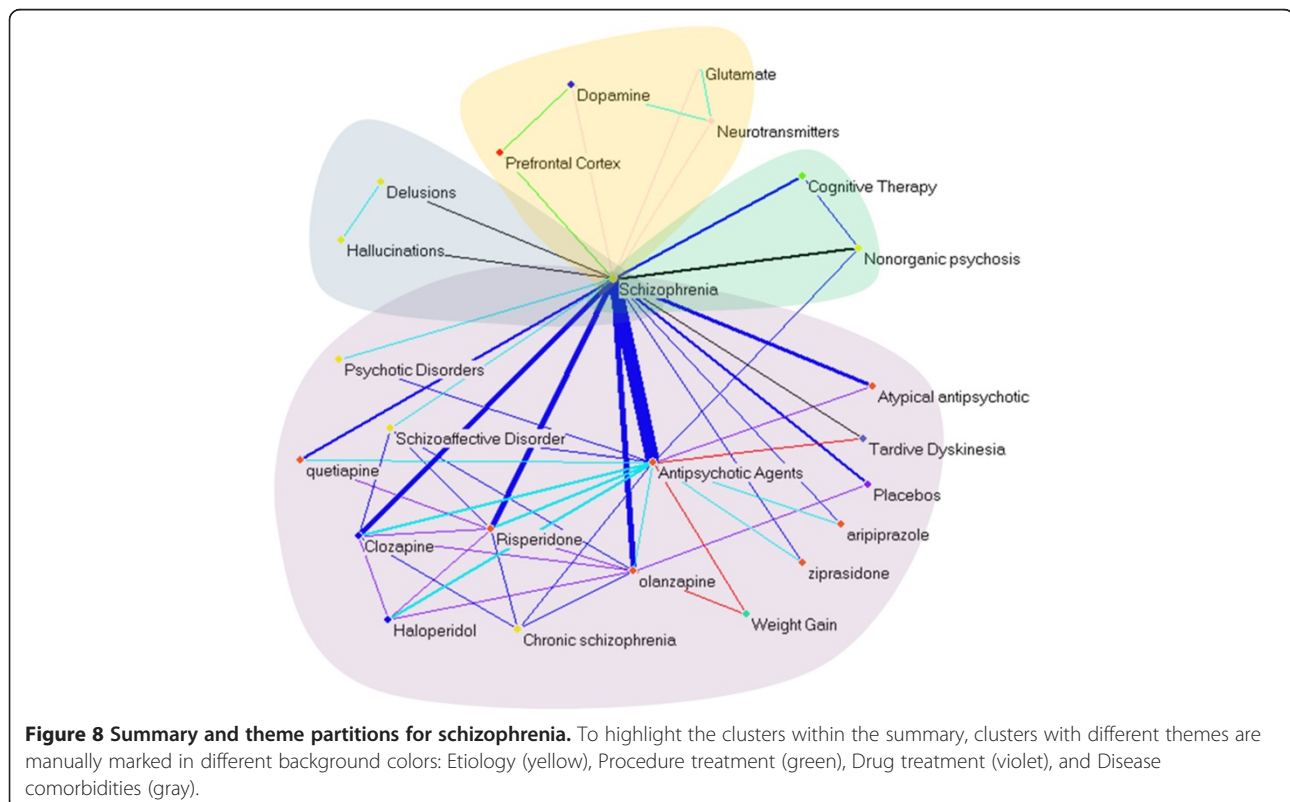 Glutamate
Dopamine
Neurotransmitters
Prefrontal Cortex
Cognitive Therapy
Delusions
Hallucinations
Nonorganic psychosis
Schizophrenia
Psychotic Disorders
Atypical antipsychotic
Schizoaffective Disorder
Tardive Dyskinesia
quetiapine
Antipsychotic Agents
Placebos
aripiprazole
Clozapine
Risperidone
ziprasidone
olanzapine
Weight Gain
Haloperidol
Chronic schizophrenia
Figure 8 Summary and theme partitions for schizophrenia. To highlight the clusters within the summary, clusters with different themes are
manually marked in different background colors: Etiology (yellow), Procedure treatment (green), Drug treatment (violet), and Disease
comorbidities (gray).